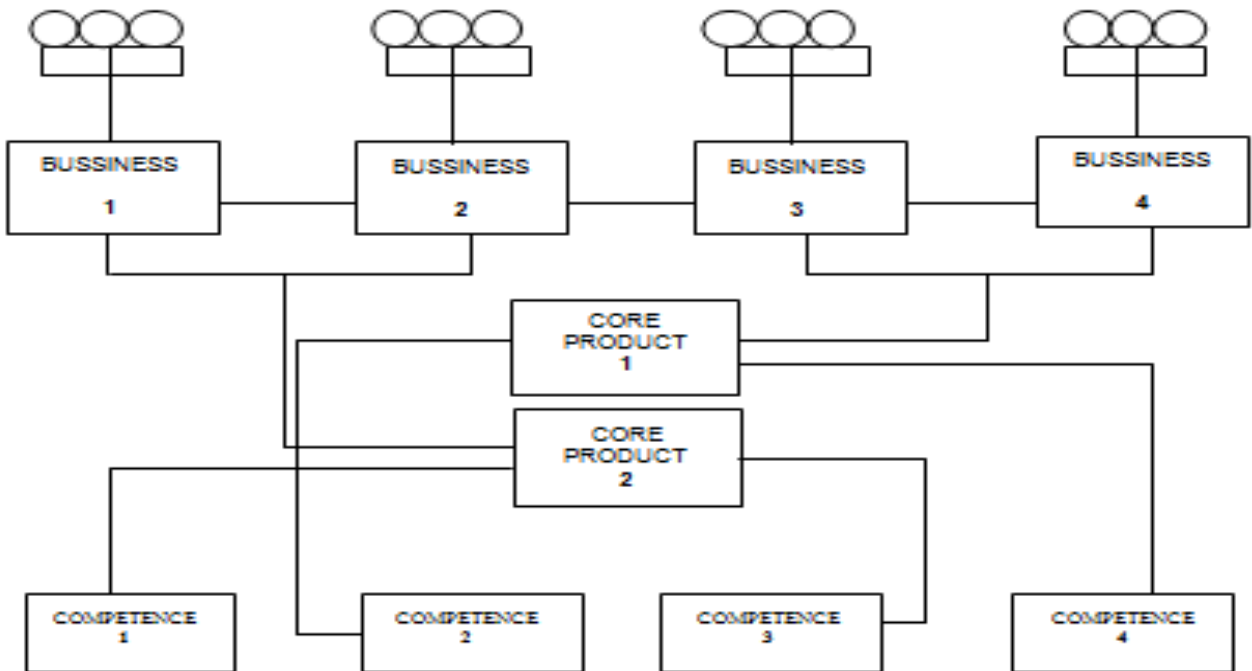 BUSSINESS
1
BUSSINESS
2
BUSSINESS
3
BUSSINESS
4
CORE
PRODUCT
1
CORE
PRODUCT
2
COMPETENCE
1
COMPETENCE
2
COMPETENCE
3
COMPETENCE
4